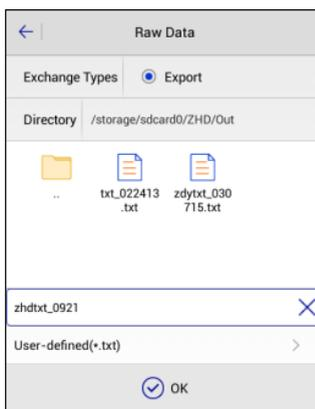 Raw Data
Exchange Types Export
Directory /storage/sdcard0/ZHD/Out
.. txt_022413 zdytxt_030
.txt 715.txt
zhdtxt_0921
User-defined(*.txt)
OK